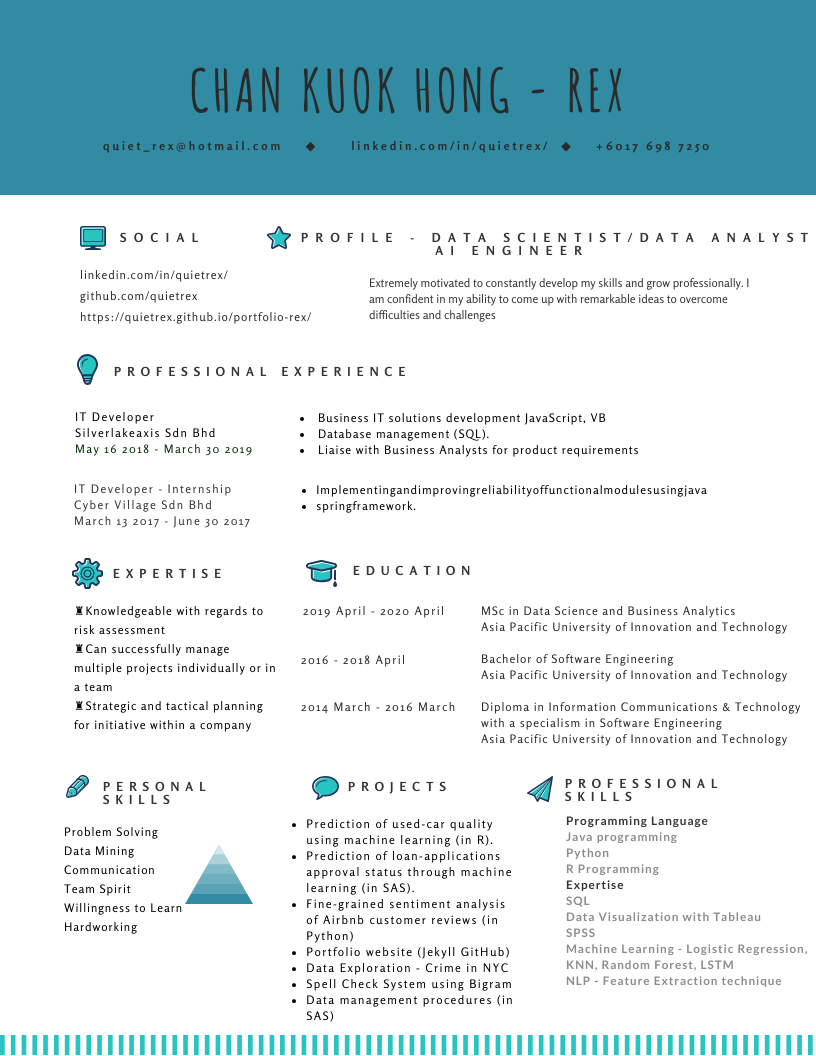 CHAN KUOK HONG - REX
quiet_rex@hotmail.com ◆ linkedin.com/in/quietrex/ ◆ +6017 698 7250
SOCIAL
linkedin.com/in/quietrex/
github.com/quietrex
https://quietrex.github.io/portfolio-rex/
PROFILE - DATA SCIENTIST/DATA ANALYST
AI ENGINEER
Extremely motivated to constantly develop my skills and grow professionally. I
am confident in my ability to come up with remarkable ideas to overcome
difficulties and challenges
PROFESSIONAL EXPERIENCE
IT Developer
Silverlakeaxis Sdn Bhd
May 16 2018 - March 30 2019
• Business IT solutions development JavaScript, VB
• Database management (SQL).
• Liaise with Business Analysts for product requirements
IT Developer - Internship
Cyber Village Sdn Bhd
March 13 2017 - June 30 2017
• Implementingandimprovingreliabilityoffunctionalmodulesusingjava
• springframework.
EXPERTISE
♜Knowledgeable with regards to
risk assessment
♜Can successfully manage
multiple projects individually or in
a team
♜Strategic and tactical planning
for initiative within a company
EDUCATION
2019 April - 2020 April
MSc in Data Science and Business Analytics
Asia Pacific University of Innovation and Technology
2016 - 2018 April
Bachelor of Software Engineering
Asia Pacific University of Innovation and Technology
2014 March - 2016 March
Diploma in Information Communications & Technology
with a specialism in Software Engineering
Asia Pacific University of Innovation and Technology
PERSONAL
SKILLS
Problem Solving
Data Mining
Communication
Team Spirit
Willingness to Learn
Hardworking
PROJECTS
• Prediction of used-car quality
using machine learning (in R).
• Prediction of loan-applications
approval status through machine
learning (in SAS).
• Fine-grained sentiment analysis
of Airbnb customer reviews (in
Python)
• Portfolio website (Jekyll GitHub)
• Data Exploration - Crime in NYC
• Spell Check System using Bigram
• Data management procedures (in
SAS)
PROFESSIONAL
SKILLS
Programming Language
Java programming
Python
R Programming
Expertise
SQL
Data Visualization with Tableau
SPSS
Machine Learning - Logistic Regression,
KNN, Random Forest, LSTM
NLP - Feature Extraction technique